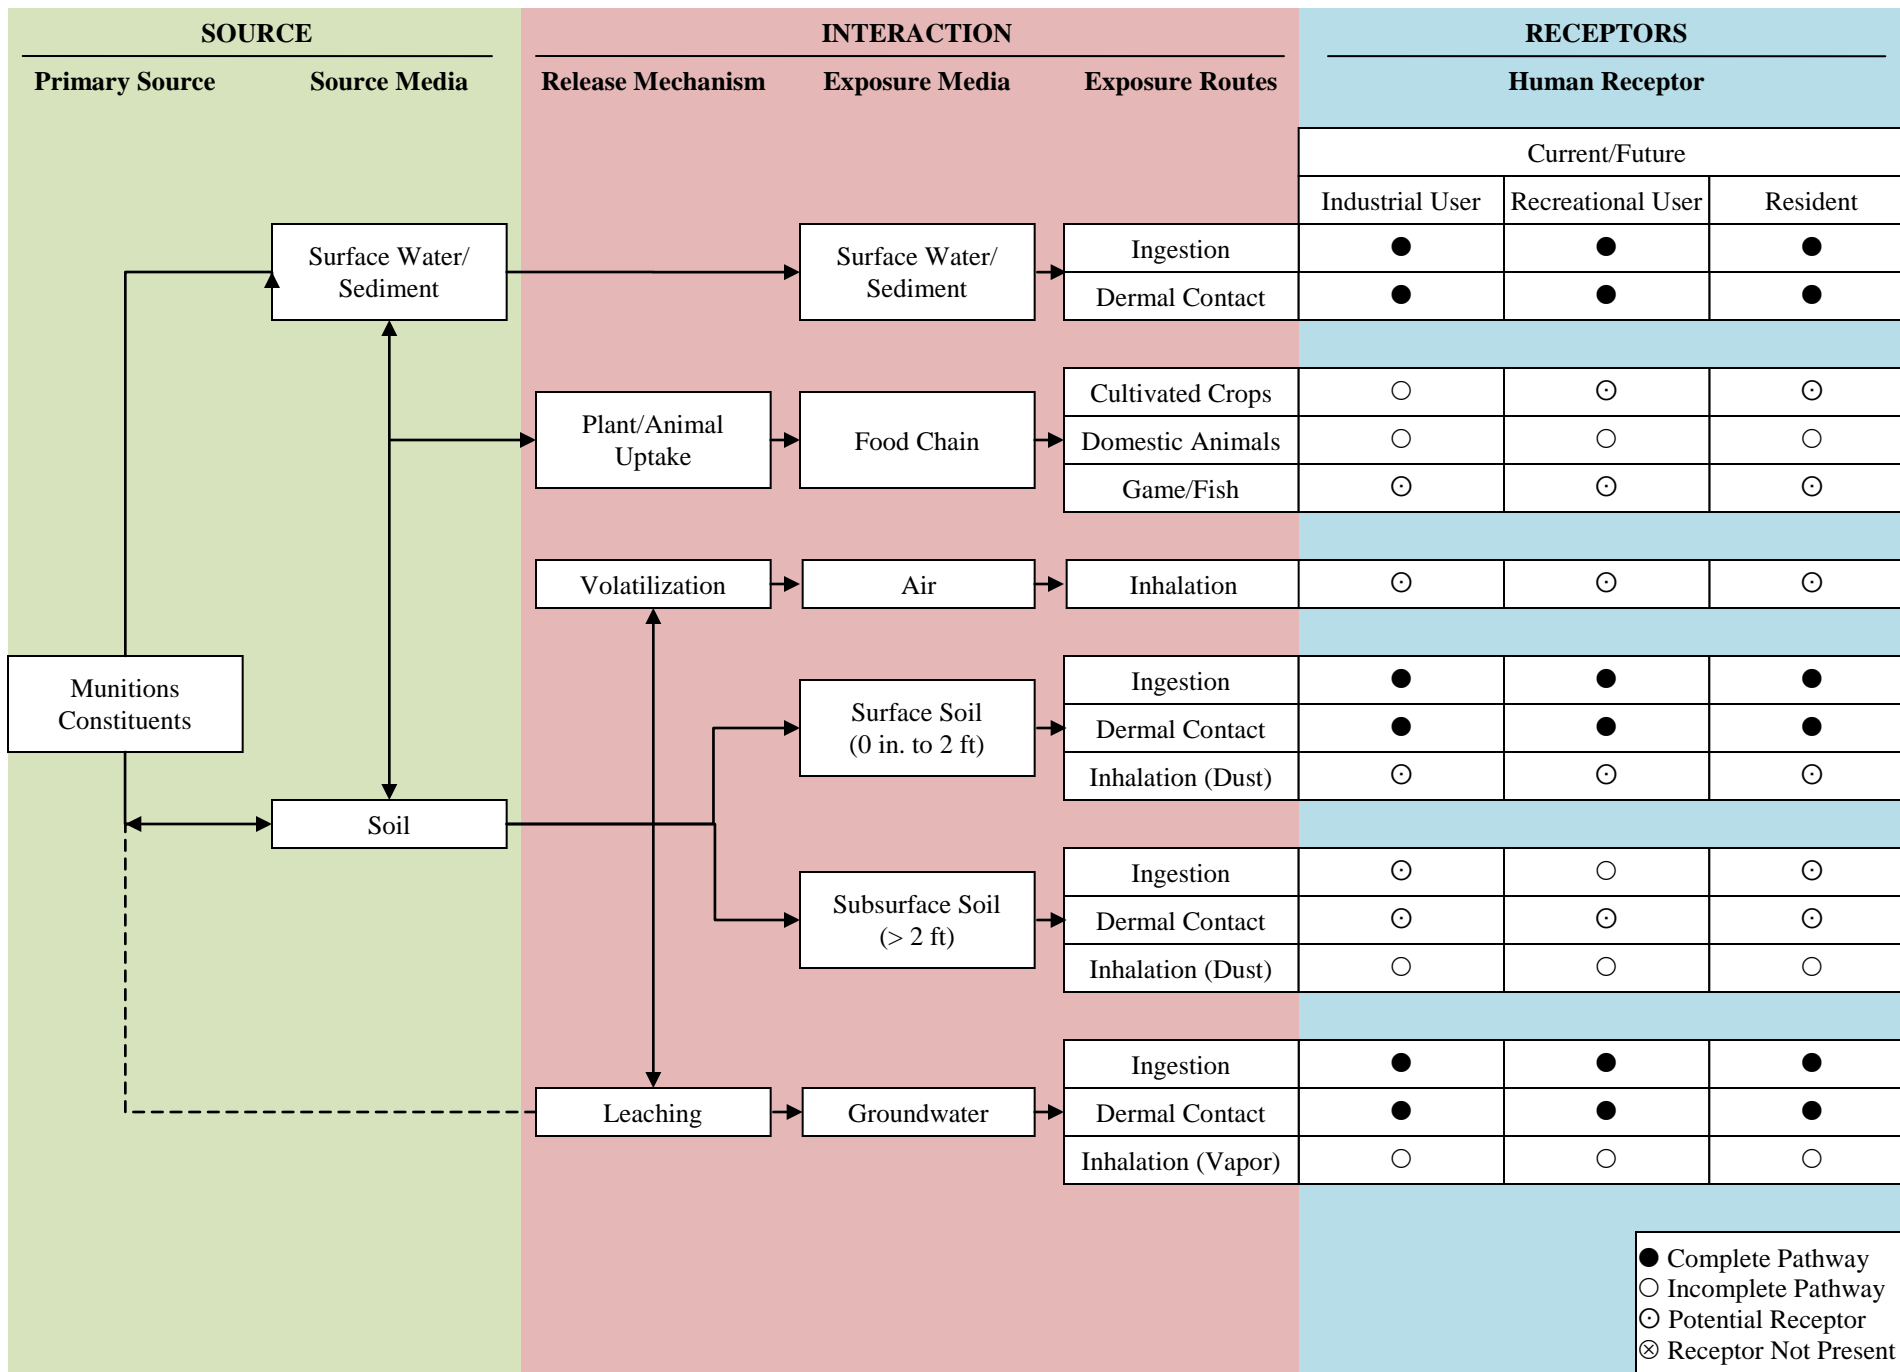 SOURCE
INTERACTION
RECEPTORS
Primary Source
Source Media
Release Mechanism
Exposure Media
Exposure Routes
Human Receptor
Current/Future
Industrial User
Recreational User
Resident
Surface Water/
Sediment
Surface Water/
Sediment
Ingestion
● ● ●
Dermal Contact
● ● ●
Plant/Animal
Uptake
Food Chain
Cultivated Crops
○ ⊙ ⊙
Domestic Animals
○ ○ ○
Game/Fish
⊙ ⊙ ⊙
Volatilization
Air
Inhalation
⊙ ⊙ ⊙
Munitions
Constituents
Soil
Surface Soil
(0 in. to 2 ft)
Ingestion
● ● ●
Dermal Contact
● ● ●
Inhalation (Dust)
⊙ ⊙ ⊙
Subsurface Soil
(> 2 ft)
Ingestion
⊙ ○ ⊙
Dermal Contact
⊙ ⊙ ⊙
Inhalation (Dust)
○ ○ ○
Leaching
Groundwater
Ingestion
● ● ●
Dermal Contact
● ● ●
Inhalation (Vapor)
○ ○ ○
● Complete Pathway
○ Incomplete Pathway
⊙ Potential Receptor
⊗ Receptor Not Present